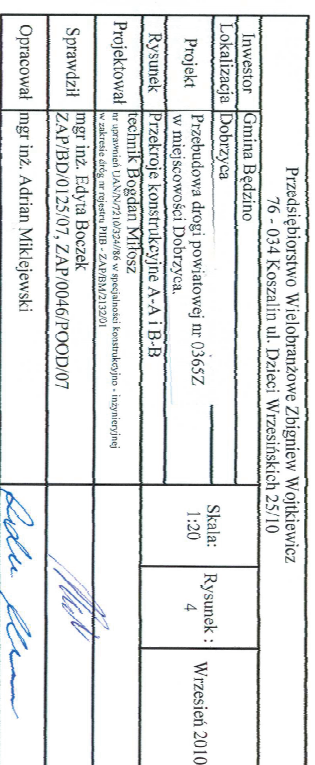 Przedsiębiorstwo Wielobranżowe Zbigniew Wojtkiewicz
76 - 034 Koszalin ul. Dzieci Wrzesińskich 25/10
Inwestor Gmina Będzino
Lokalizacja Dobrzyca
Projekt Przebudowa drogi powiatowej nr 0365Z
w miejscowości Dobrzyca.
Skala:
1:20
Rysunek :
4
Wrzesień 2010
Rysunek Przekroje konstrukcyjne A-A i B-B
Projektował technik Bogdan Miłosz
nr uprawnień UAN/N/7210/324/86 w specjalności konstrukcyjno - inżynieryjnej
w zakresie dróg nr rejestru PIIB - ZAP/BM/2132/01
Sprawdził mgr inż. Edyta Boczek
ZAP/BD/0125/07, ZAP/0046/POOD/07
Opracował mgr inż. Adrian Miklejewski